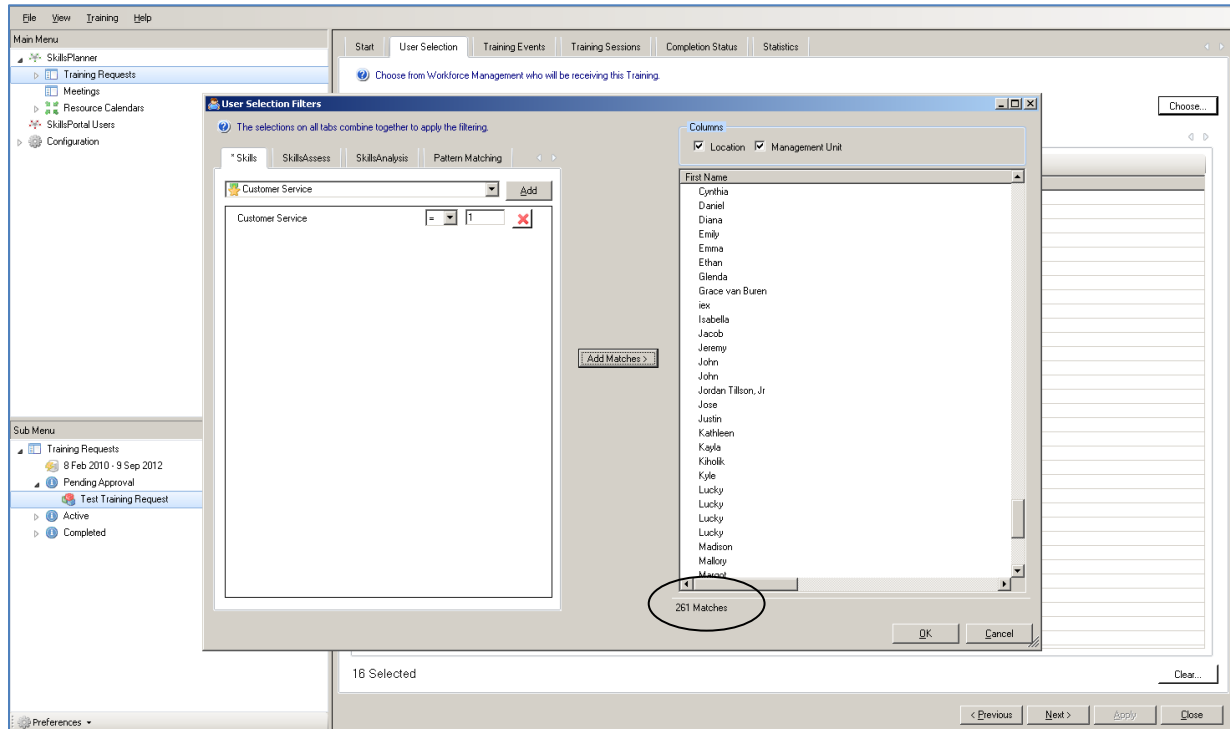 File View Training Help
Main Menu
SkillsPlanner
Training Requests
Meetings
Resource Calendars
SkillsPortal Users
Configuration
Sub Menu
Training Requests
8 Feb 2010 - 9 Sep 2012
Pending Approval
Test Training Request
Active
Completed
Preferences
Start User Selection Training Events Training Sessions Completion Status Statistics
Choose from Workforce Management who will be receiving this Training.
Choose...
User Selection Filters
The selections on all tabs combine together to apply the filtering.
* Skills SkillsAssess SkillsAnalysis Pattern Matching
Customer Service Add
Customer Service = 1
Add Matches >
Columns
Location Management Unit
First Name
Cynthia
Daniel
Diana
Emily
Emma
Ethan
Glenda
Grace van Buren
iex
Isabella
Jacob
Jeremy
John
John
Jordan Tillson, Jr
Jose
Justin
Kathleen
Kayla
Kiholik
Kyle
Lucky
Lucky
Lucky
Lucky
Madison
Mallory
Margot
261 Matches
OK Cancel
16 Selected
Clear...
< Previous Next > Apply Close